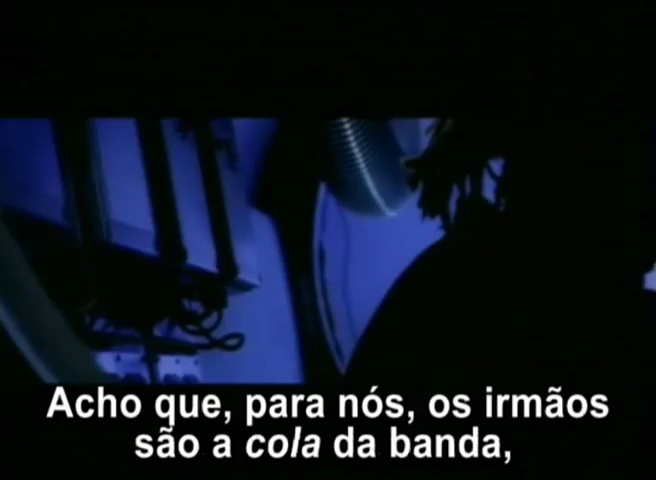 Acho que, para nós, os irmãos
são a cola da banda,